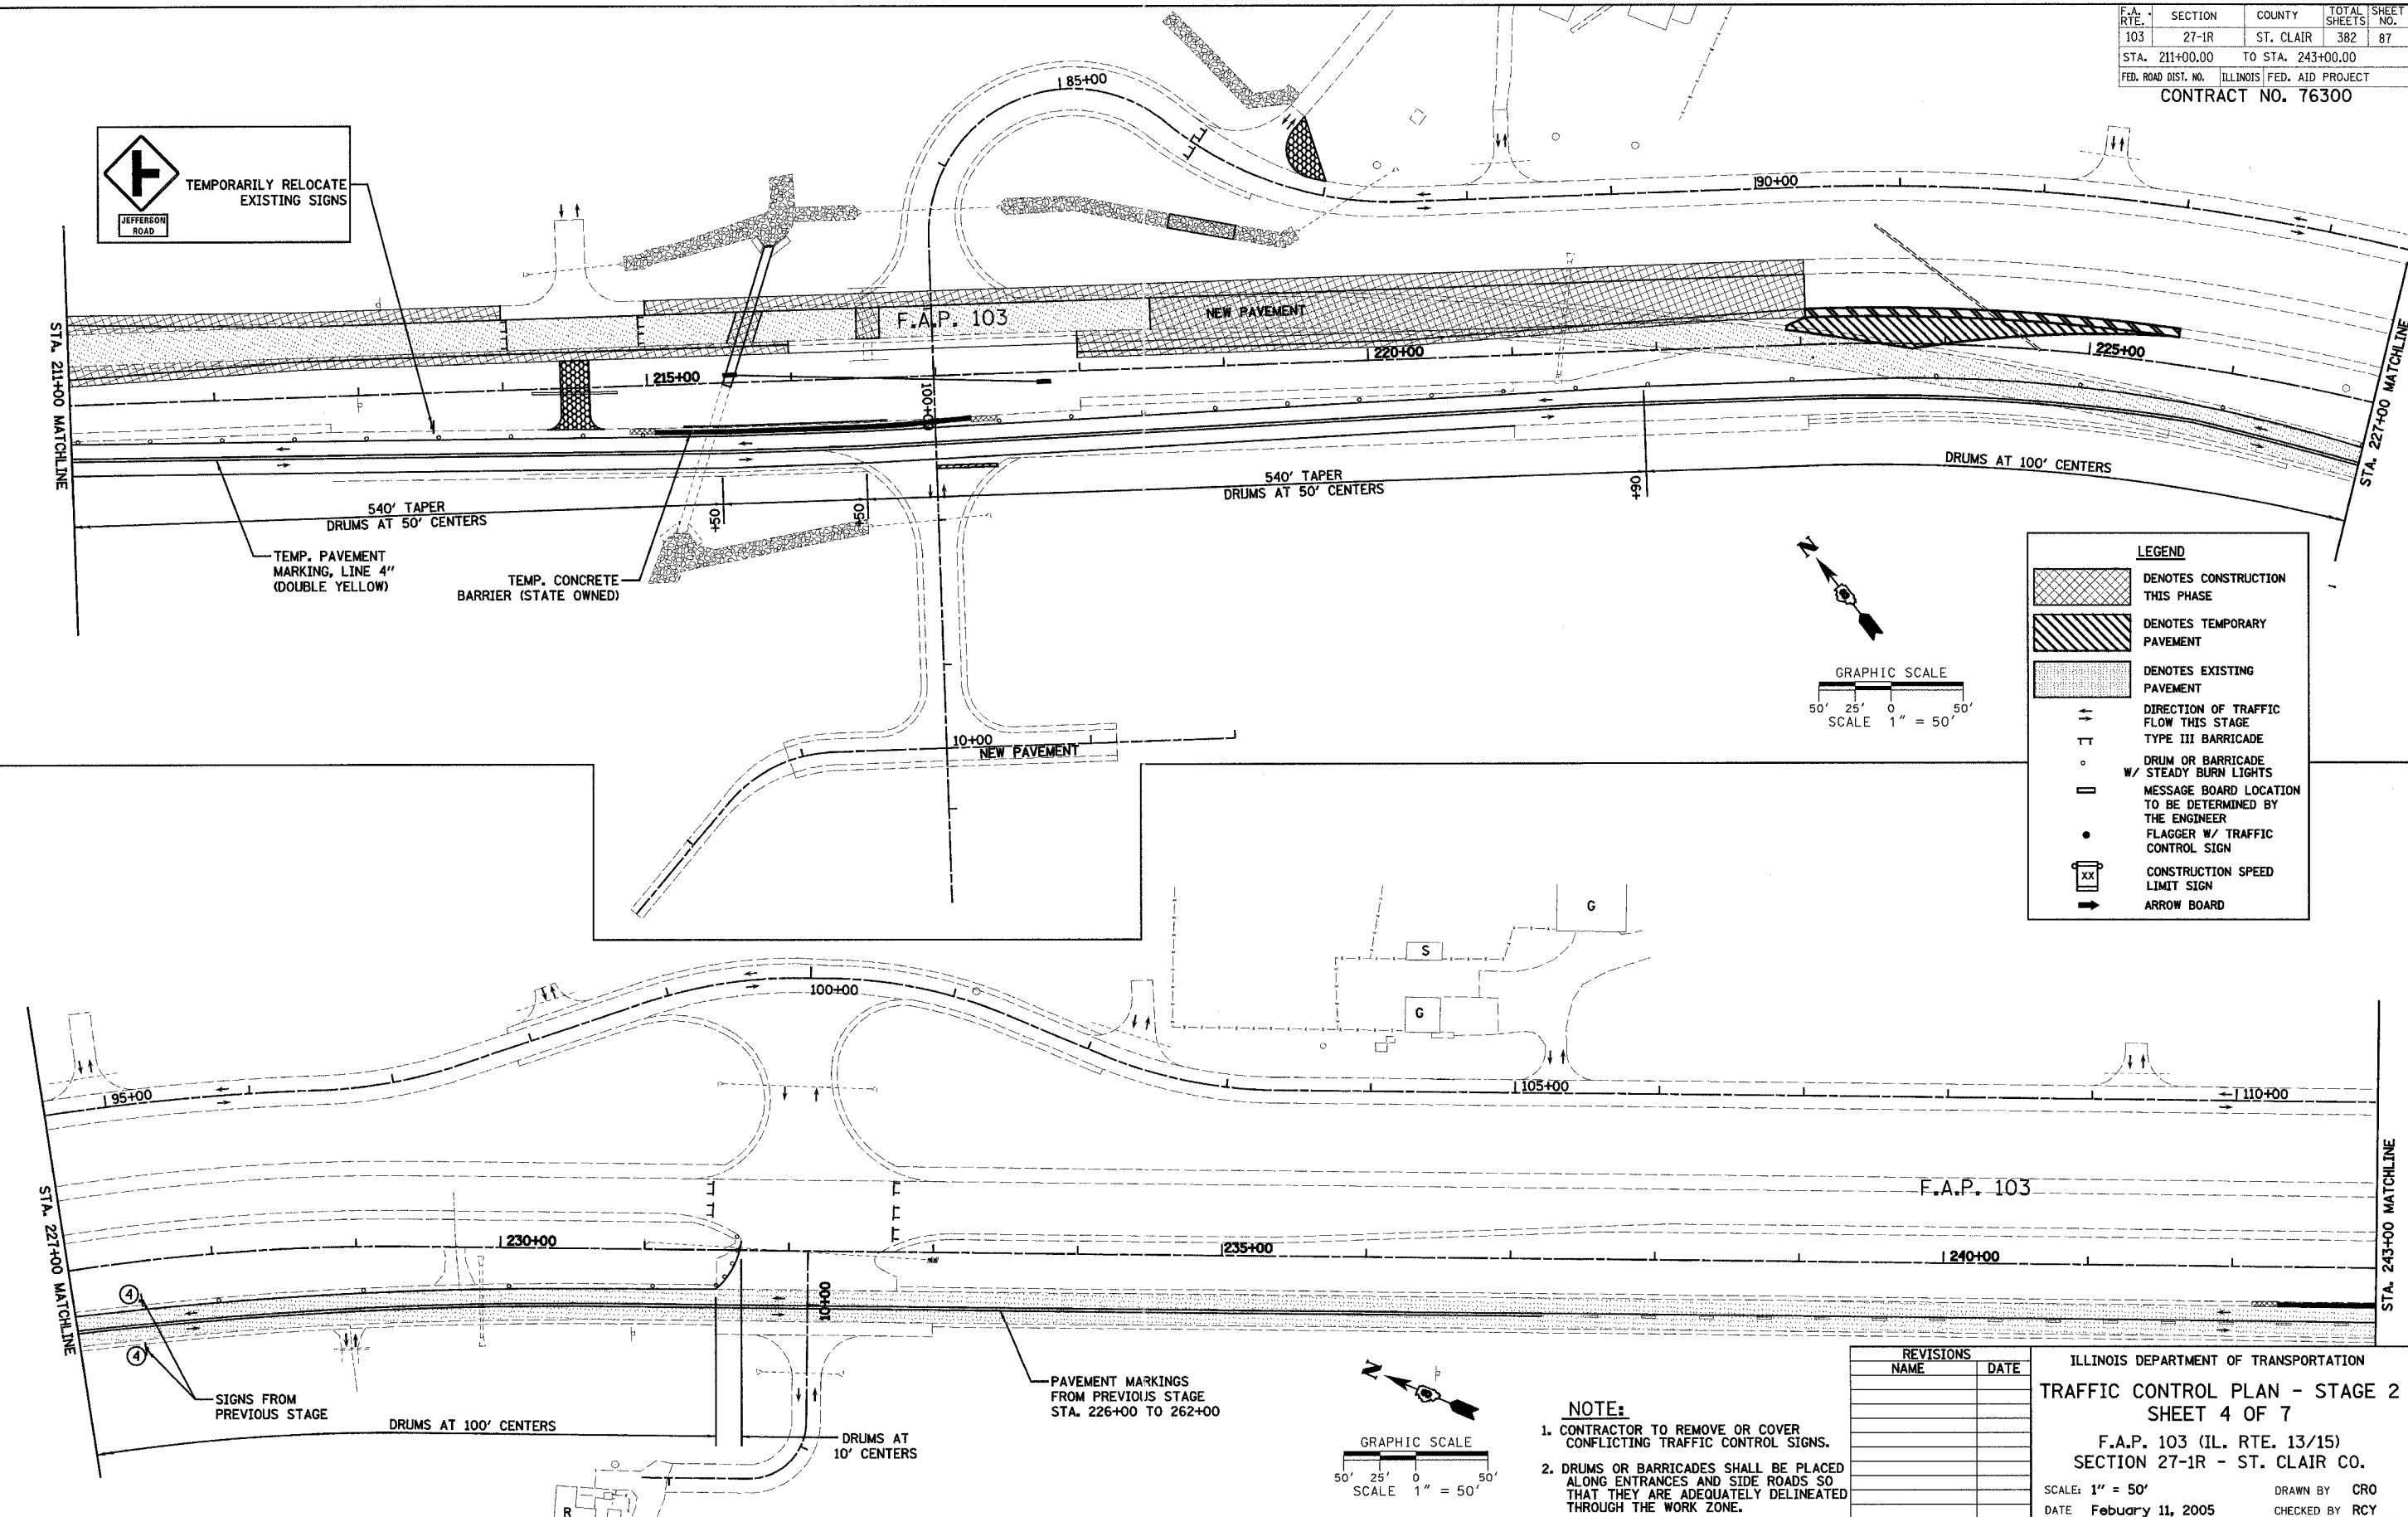 F.A. RTE. SECTION COUNTY TOTAL SHEETS SHEET NO.
103 27-1R ST. CLAIR 382 87
STA. 211+00.00 TO STA. 243+00.00
FED. ROAD DIST. NO. ILLINOIS FED. AID PROJECT
CONTRACT NO. 76300
JEFFERSON
ROAD
TEMPORARILY RELOCATE
EXISTING SIGNS
85+00
90+00
STA. 211+00 MATCHLINE
F.A.P. 103
NEW PAVEMENT
215+00
100+00
220+00
225+00
STA. 227+00 MATCHLINE
540' TAPER
DRUMS AT 50' CENTERS
+50
+50
540' TAPER
DRUMS AT 50' CENTERS
+90
DRUMS AT 100' CENTERS
TEMP. PAVEMENT
MARKING, LINE 4"
(DOUBLE YELLOW)
TEMP. CONCRETE
BARRIER (STATE OWNED)
10+00
NEW PAVEMENT
N
GRAPHIC SCALE
50' 25' 0 50'
SCALE 1" = 50'
LEGEND
DENOTES CONSTRUCTION
THIS PHASE
DENOTES TEMPORARY
PAVEMENT
DENOTES EXISTING
PAVEMENT
DIRECTION OF TRAFFIC
FLOW THIS STAGE
TYPE III BARRICADE
DRUM OR BARRICADE
W/ STEADY BURN LIGHTS
MESSAGE BOARD LOCATION
TO BE DETERMINED BY
THE ENGINEER
FLAGGER W/ TRAFFIC
CONTROL SIGN
XX
CONSTRUCTION SPEED
LIMIT SIGN
ARROW BOARD
95+00
100+00
105+00
110+00
G
S
G
STA. 227+00 MATCHLINE
F.A.P. 103
230+00
235+00
240+00
10+00
STA. 243+00 MATCHLINE
4
4
SIGNS FROM
PREVIOUS STAGE
DRUMS AT 100' CENTERS
DRUMS AT
10' CENTERS
R
PAVEMENT MARKINGS
FROM PREVIOUS STAGE
STA. 226+00 TO 262+00
N
GRAPHIC SCALE
50' 25' 0 50'
SCALE 1" = 50'
NOTE:
1. CONTRACTOR TO REMOVE OR COVER
CONFLICTING TRAFFIC CONTROL SIGNS.
2. DRUMS OR BARRICADES SHALL BE PLACED
ALONG ENTRANCES AND SIDE ROADS SO
THAT THEY ARE ADEQUATELY DELINEATED
THROUGH THE WORK ZONE.
REVISIONS
NAME DATE
ILLINOIS DEPARTMENT OF TRANSPORTATION
TRAFFIC CONTROL PLAN - STAGE 2
SHEET 4 OF 7
F.A.P. 103 (IL. RTE. 13/15)
SECTION 27-1R - ST. CLAIR CO.
SCALE: 1" = 50' DRAWN BY CRO
DATE Febuary 11, 2005 CHECKED BY RCY